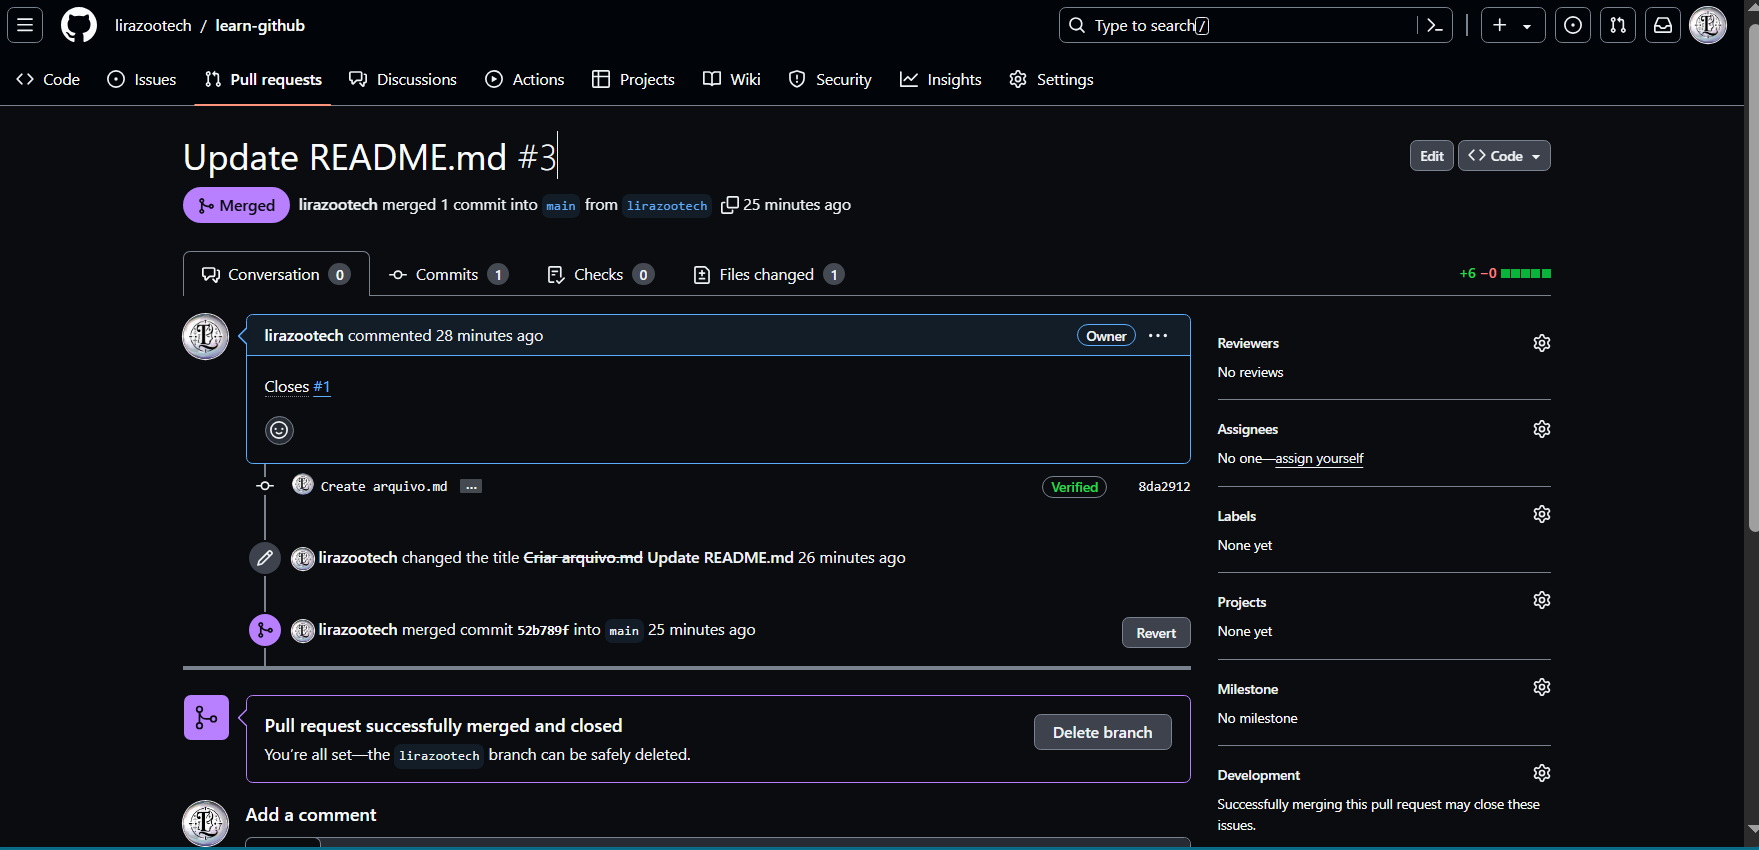 lirazootech / learn-github
Type to search /
Code Issues Pull requests Discussions Actions Projects Wiki Security Insights Settings
Update README.md #3
Edit Code
Merged lirazootech merged 1 commit into main from lirazootech 25 minutes ago
Conversation 0 Commits 1 Checks 0 Files changed 1
+6 −0
lirazootech commented 28 minutes ago
Owner
Closes #1
Create arquivo.md ...
Verified 8da2912
lirazootech changed the title Criar arquivo.md Update README.md 26 minutes ago
lirazootech merged commit 52b789f into main 25 minutes ago
Revert
Pull request successfully merged and closed
You're all set—the lirazootech branch can be safely deleted.
Delete branch
Add a comment
Reviewers
No reviews
Assignees
No one—assign yourself
Labels
None yet
Projects
None yet
Milestone
No milestone
Development
Successfully merging this pull request may close these
issues.